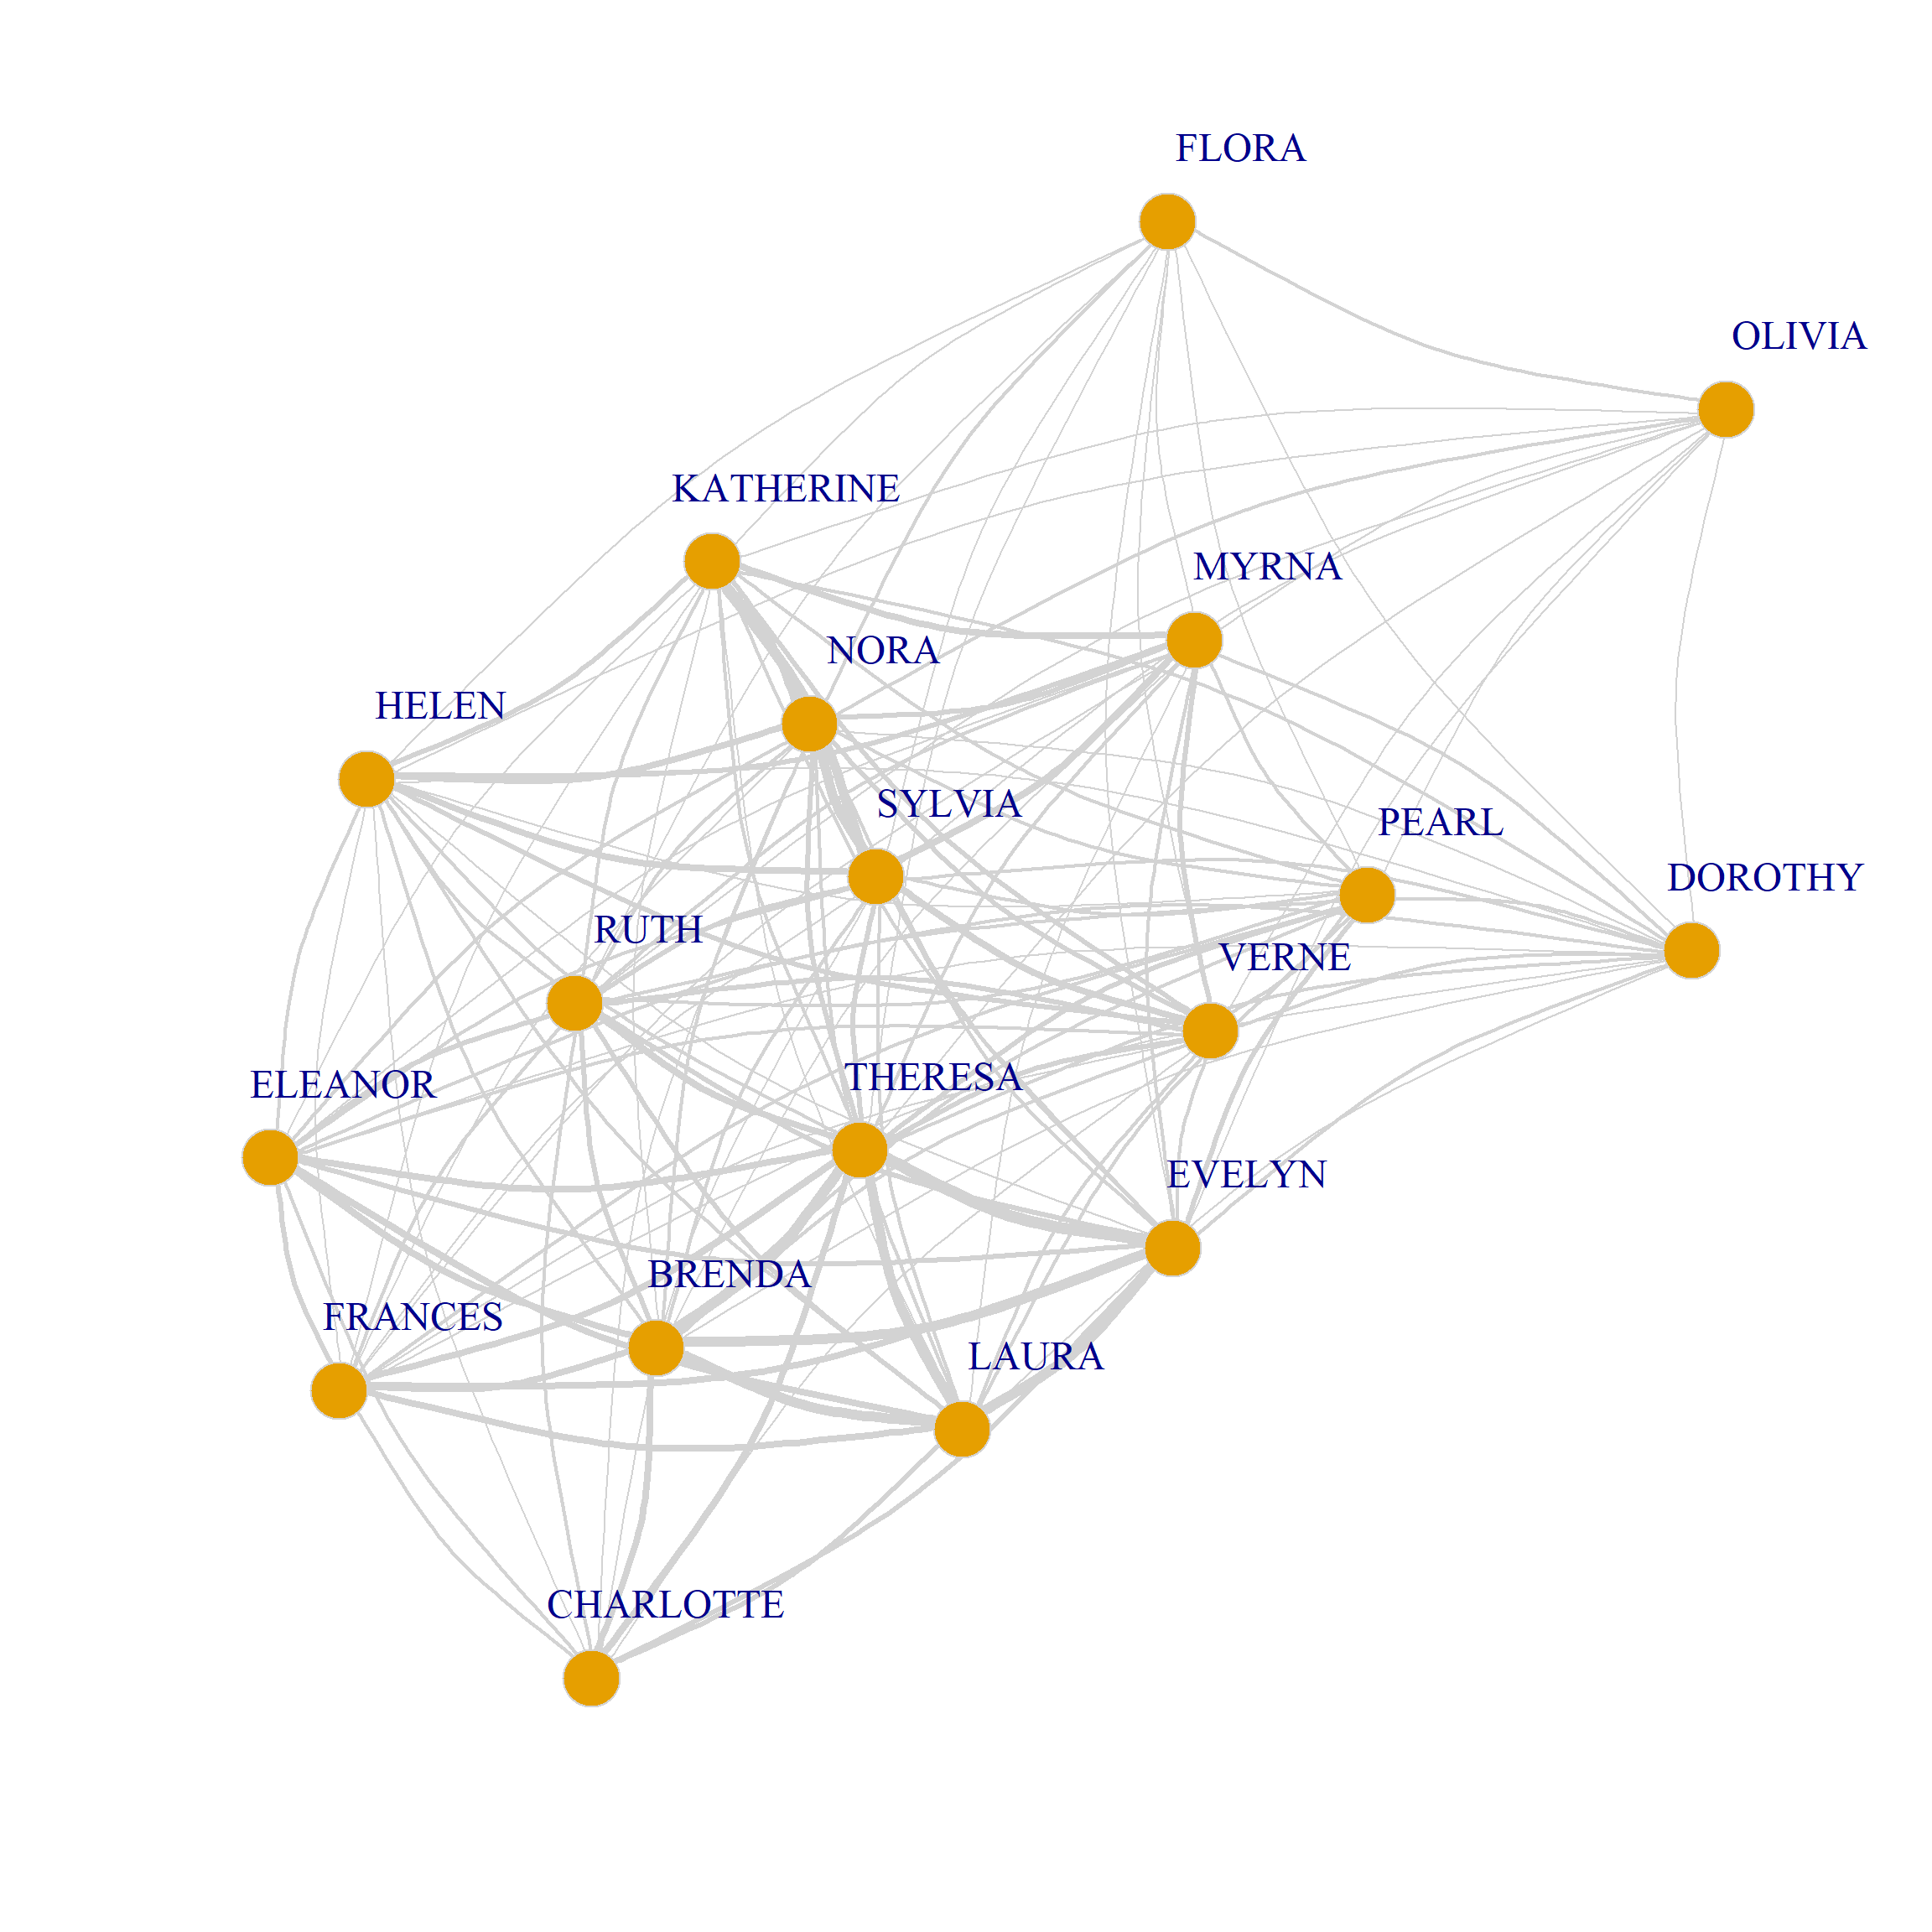 FLORA
OLIVIA
KATHERINE
MYRNA
NORA
HELEN
SYLVIA
PEARL
DOROTHY
RUTH
VERNE
THERESA
ELEANOR
EVELYN
BRENDA
FRANCES
LAURA
CHARLOTTE